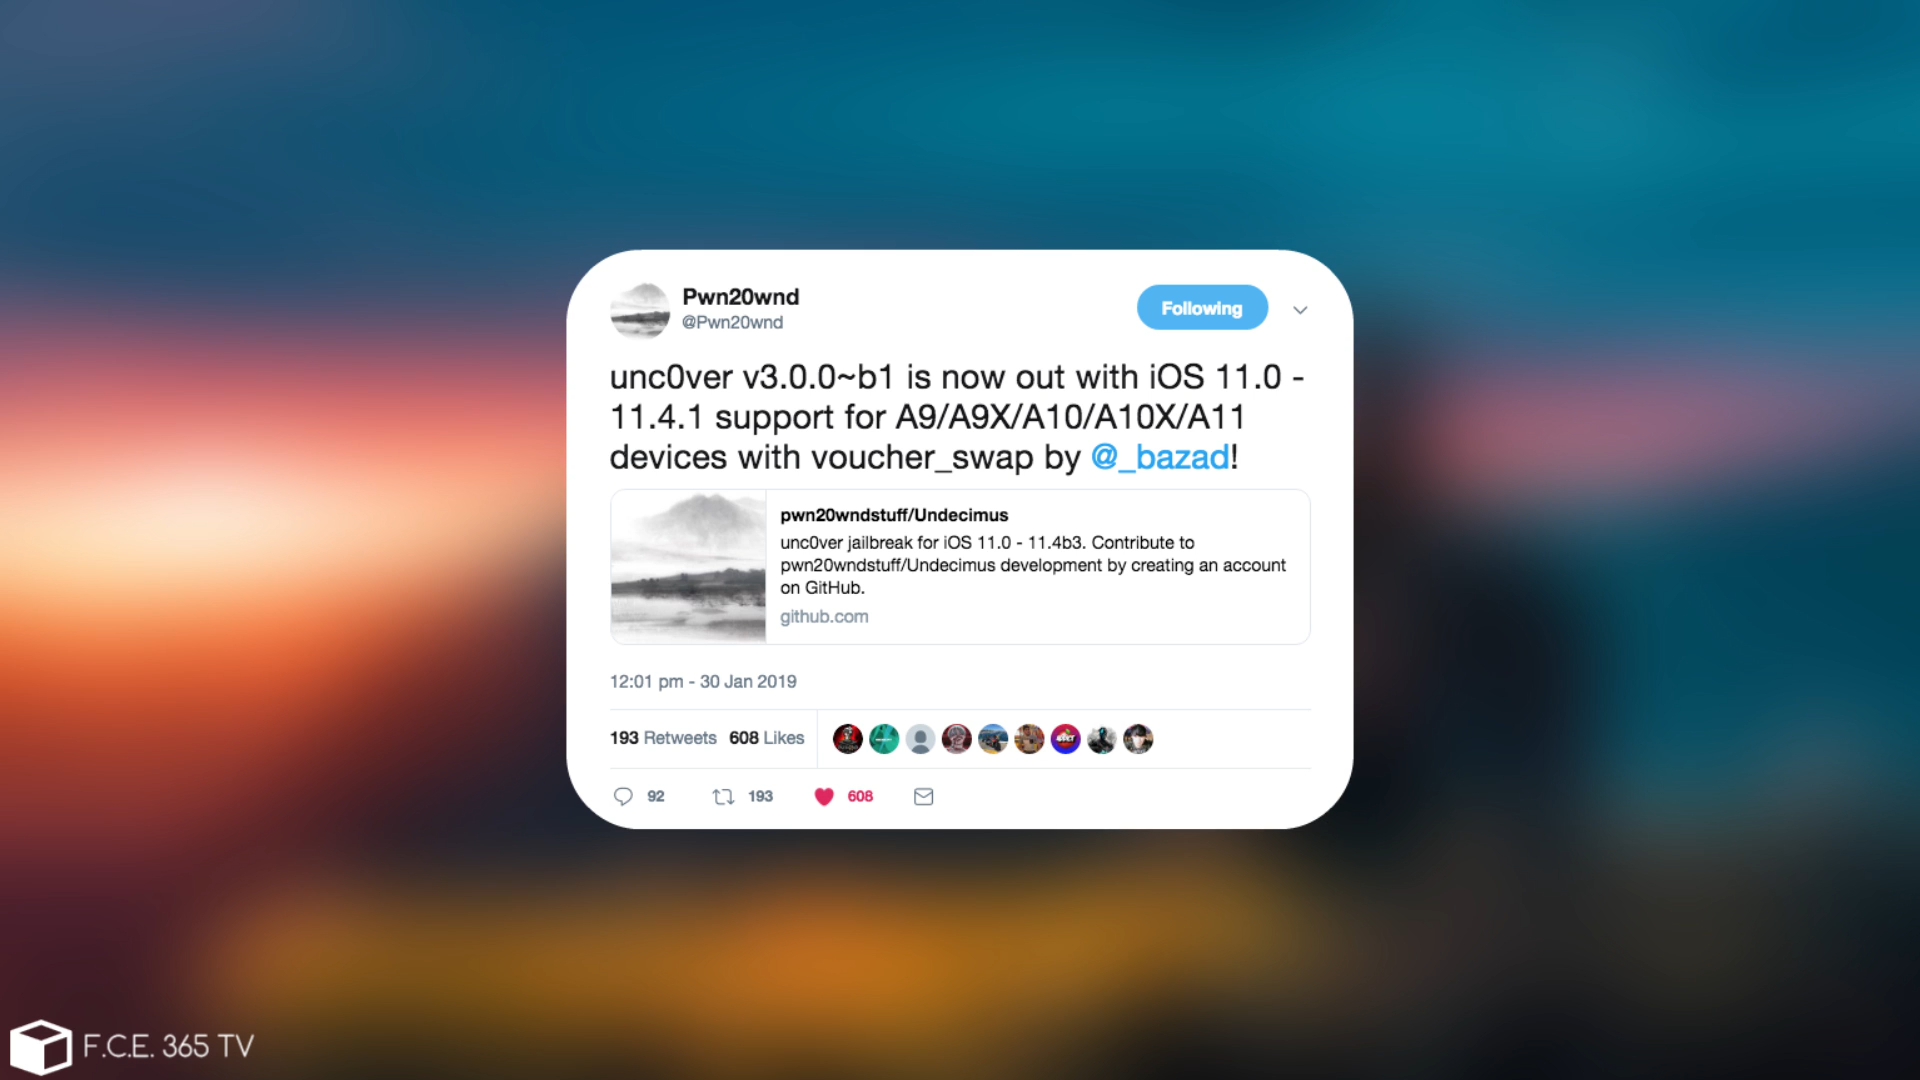 Pwn20wnd
@Pwn20wnd
Following
unc0ver v3.0.0~b1 is now out with iOS 11.0 -
11.4.1 support for A9/A9X/A10/A10X/A11
devices with voucher_swap by @_bazad!
pwn20wndstuff/Undecimus
unc0ver jailbreak for iOS 11.0 - 11.4b3. Contribute to
pwn20wndstuff/Undecimus development by creating an account
on GitHub.
github.com
12:01 pm - 30 Jan 2019
193 Retweets 608 Likes
92 193 608
F.C.E. 365 TV